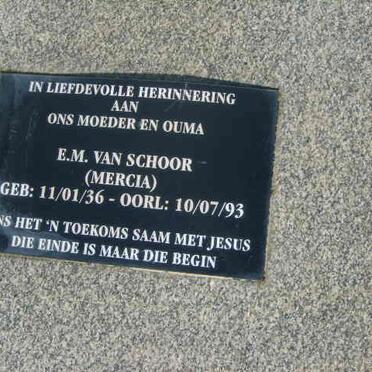 IN LIEFDEVOLLE HERINNERING
AAN
ONS MOEDER EN OUMA
E.M. VAN SCHOOR
(MERCIA)
GEB: 11/01/36 - OORL: 10/07/93
NS HET 'N TOEKOMS SAAM MET JESUS
DIE EINDE IS MAAR DIE BEGIN